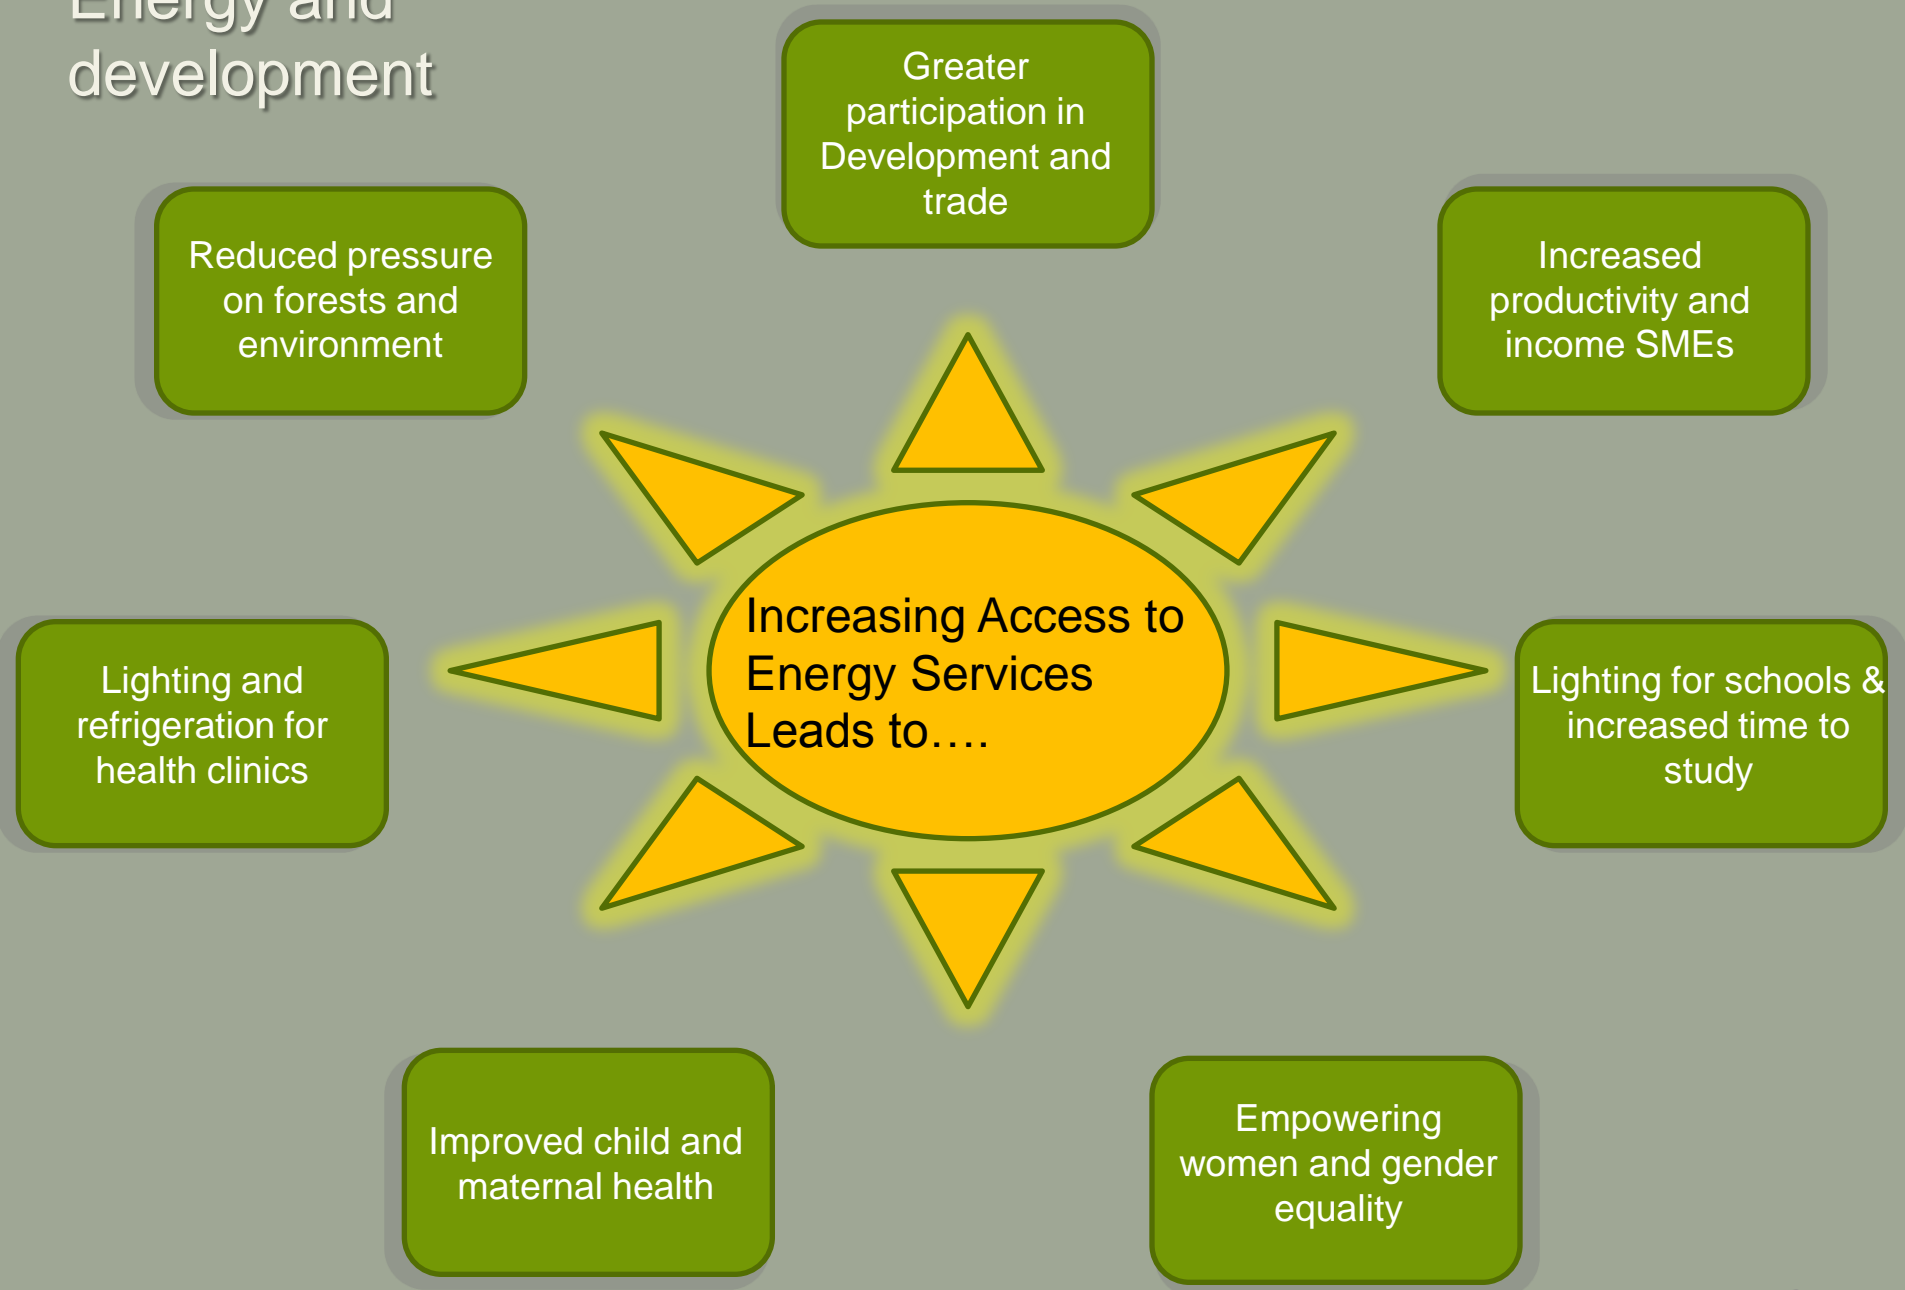 Energy and
development
Greater
participation in
Development and
trade
Reduced pressure
on forests and
environment
Increased
productivity and
income SMEs
Increasing Access to
Energy Services
Leads to....
Lighting and
refrigeration for
health clinics
Lighting for schools &
increased time to
study
Improved child and
maternal health
Empowering
women and gender
equality